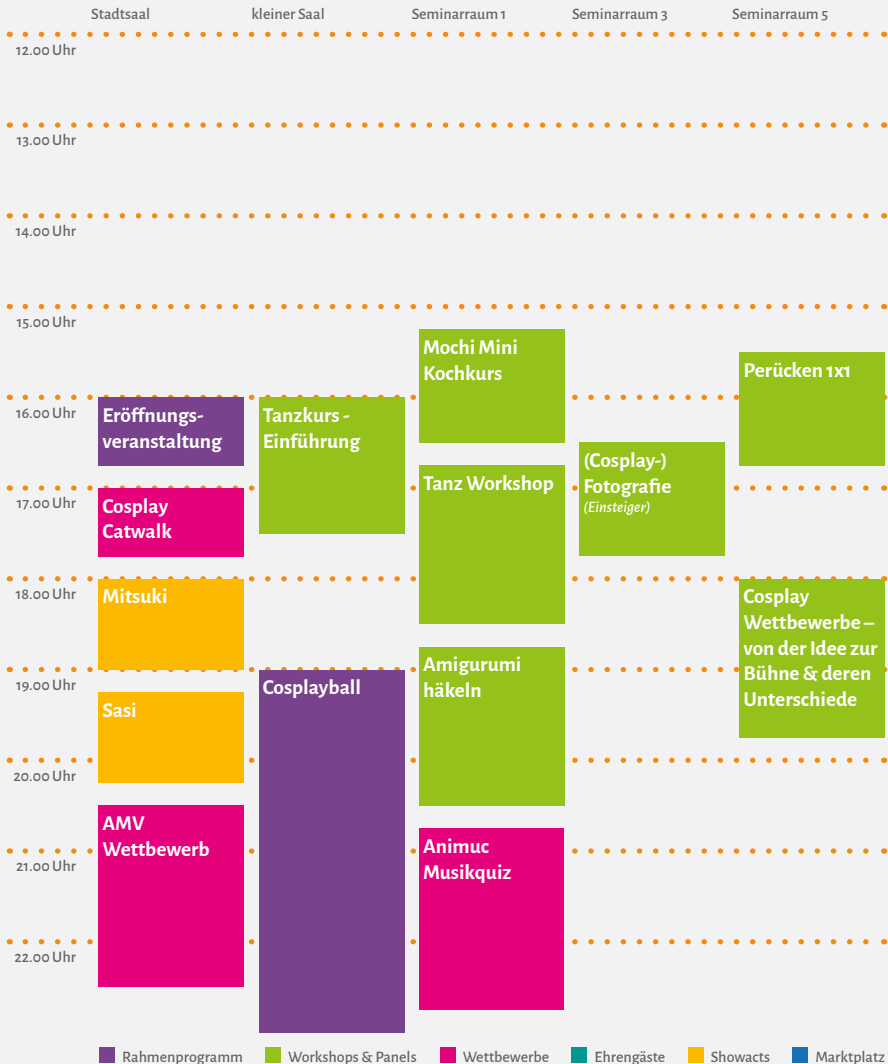 Stadtsaal kleiner Saal Seminarraum 1 Seminarraum 3 Seminarraum 5
12.00 Uhr
13.00 Uhr
14.00 Uhr
15.00 Uhr
Mochi Mini
Kochkurs
Perücken 1x1
16.00 Uhr
Eröffnungs-
veranstaltung
Tanzkurs -
Einführung
(Cosplay-)
Fotografie
(Einsteiger)
Tanz Workshop
17.00 Uhr
Cosplay
Catwalk
18.00 Uhr
Mitsuki
Cosplay
Wettbewerbe –
von der Idee zur
Bühne & deren
Unterschiede
Amigurumi
häkeln
19.00 Uhr
Cosplayball
Sasi
20.00 Uhr
AMV
Wettbewerb
Animuc
Musikquiz
21.00 Uhr
22.00 Uhr
Rahmenprogramm Workshops & Panels Wettbewerbe Ehrengäste Showacts Marktplatz